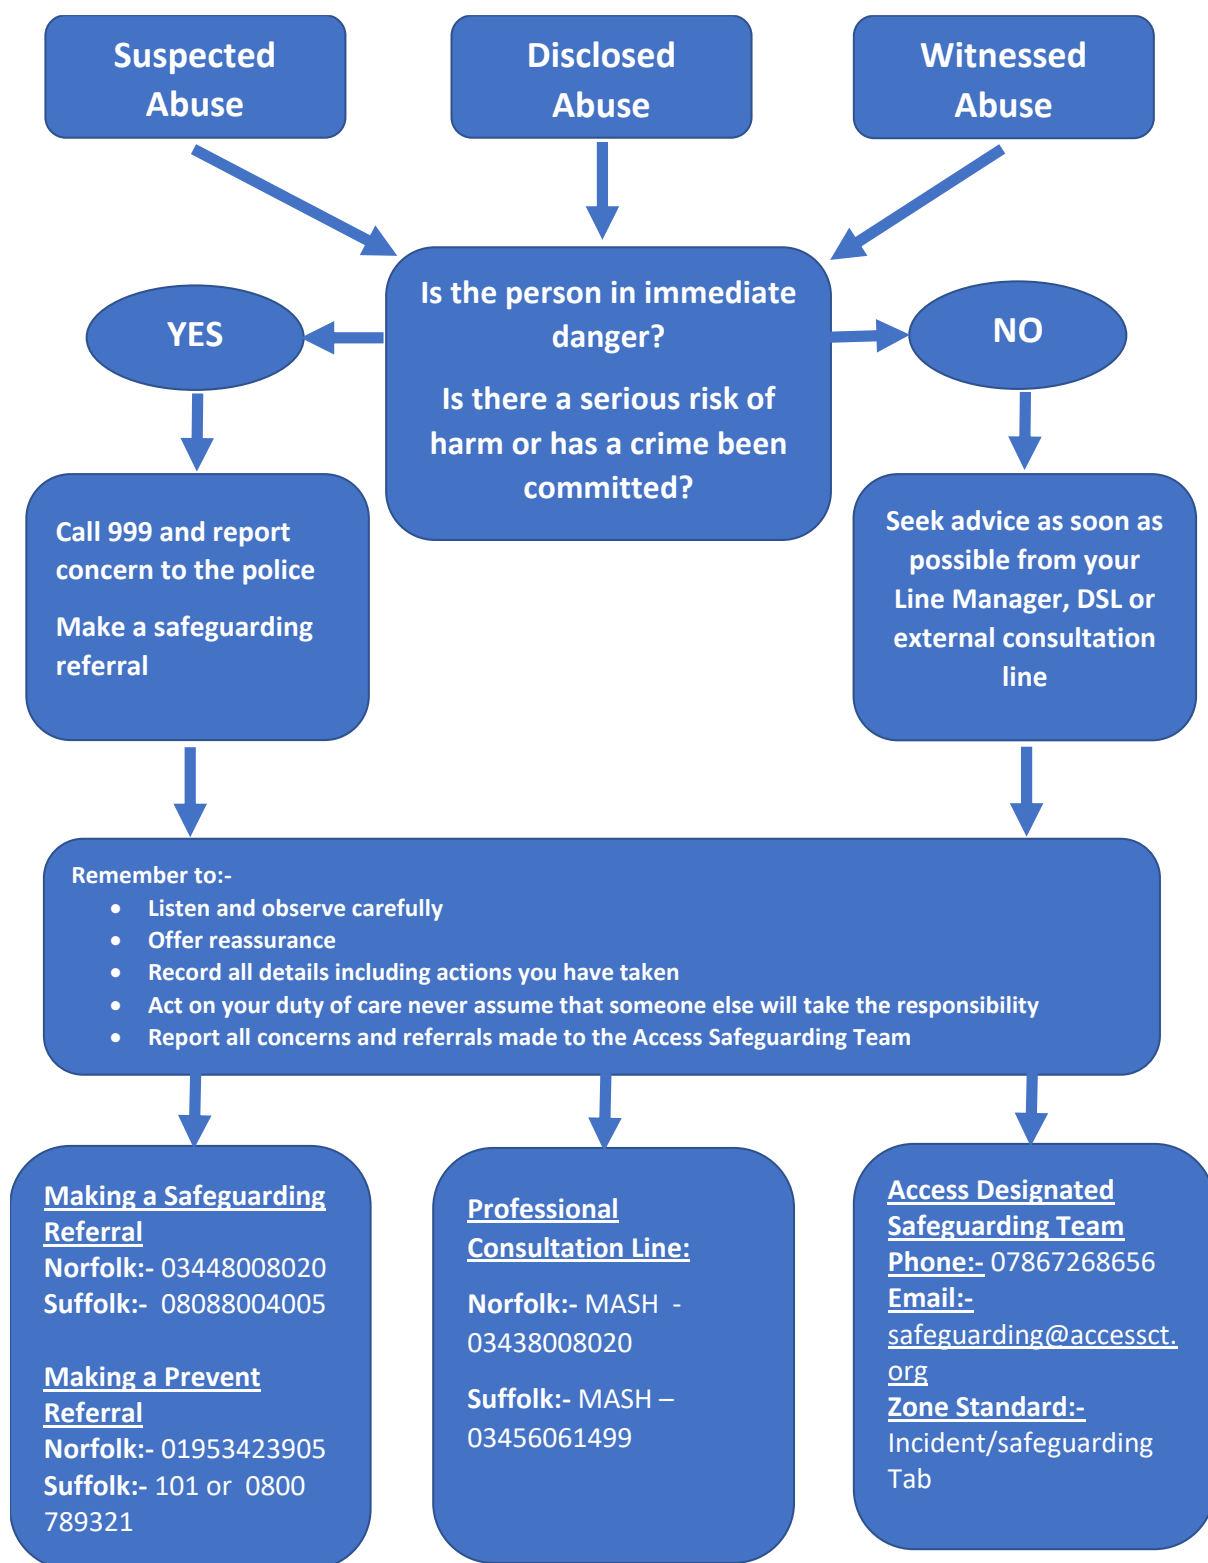 Suspected
Abuse
Disclosed
Abuse
Witnessed
Abuse
Is the person in immediate
danger?
Is there a serious risk of
harm or has a crime been
committed?
YES
NO
Call 999 and report
concern to the police
Make a safeguarding
referral
Seek advice as soon as
possible from your
Line Manager, DSL or
external consultation
line
Remember to:-
• Listen and observe carefully
• Offer reassurance
• Record all details including actions you have taken
• Act on your duty of care never assume that someone else will take the responsibility
• Report all concerns and referrals made to the Access Safeguarding Team
Making a Safeguarding
Referral
Norfolk:- 03448008020
Suffolk:- 08088004005
Making a Prevent
Referral
Norfolk:- 01953423905
Suffolk:- 101 or 0800
789321
Professional
Consultation Line:
Norfolk:- MASH -
03438008020
Suffolk:- MASH –
03456061499
Access Designated
Safeguarding Team
Phone:- 07867268656
Email:-
safeguarding@accessct.
org
Zone Standard:-
Incident/safeguarding
Tab